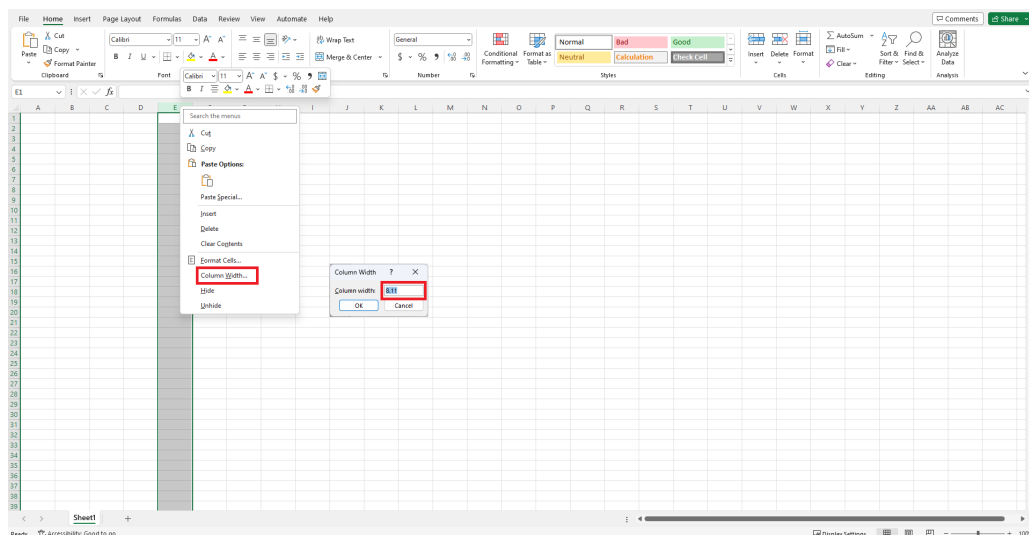 File Home Insert Page Layout Formulas Data Review View Automate Help Comments Share
Paste
Cut
Copy
Format Painter
Clipboard
Calibri 11 A^ A˅
B I U A
Font
Wrap Text
Merge & Center
General
$ % 9
Number
Conditional Formatting
Format as Table
Normal Bad Good
Neutral Calculation Check Cell
Styles
Insert Delete Format
Cells
AutoSum
Fill
Clear
Sort & Filter
Find & Select
Editing
Analyze Data
Analysis
Calibri 11 A^ A˅ $ % 9
B I A
E1 fx
A B C D E I J K L M N O P Q R S T U V W X Y Z AA AB AC
1
2
3
4
5
6
7
8
9
10
11
12
13
14
15
16
17
18
19
20
21
22
23
24
25
26
27
28
29
30
31
32
33
34
35
36
37
38
39
Search the menus
Cut
Copy
Paste Options:
Paste Special...
Insert
Delete
Clear Contents
Format Cells...
Column Width...
Hide
Unhide
Column Width ? X
Column width: 8.11
OK Cancel
Sheet1 +
Ready Accessibility: Good to go Display Settings - +